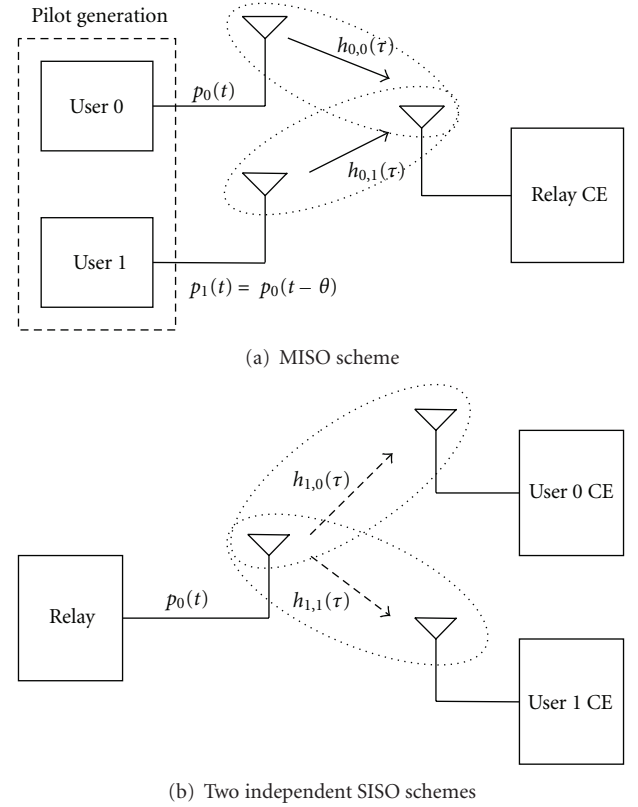 Pilot generation
User 0
p₀(t)
h₀,₀(τ)
h₀,₁(τ)
Relay CE
User 1
p₁(t) = p₀(t − θ)
(a) MISO scheme
h₁,₀(τ)
User 0 CE
Relay
p₀(t)
h₁,₁(τ)
User 1 CE
(b) Two independent SISO schemes